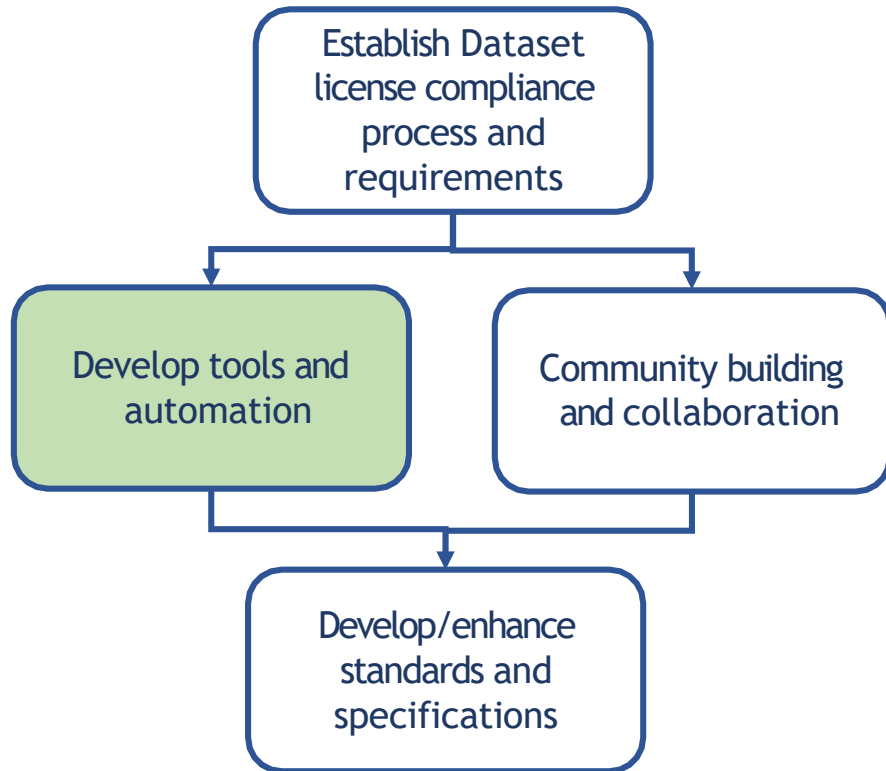 Establish Dataset
license compliance
process and
requirements
Develop tools and
automation
Community building
and collaboration
Develop/enhance
standards and
specifications